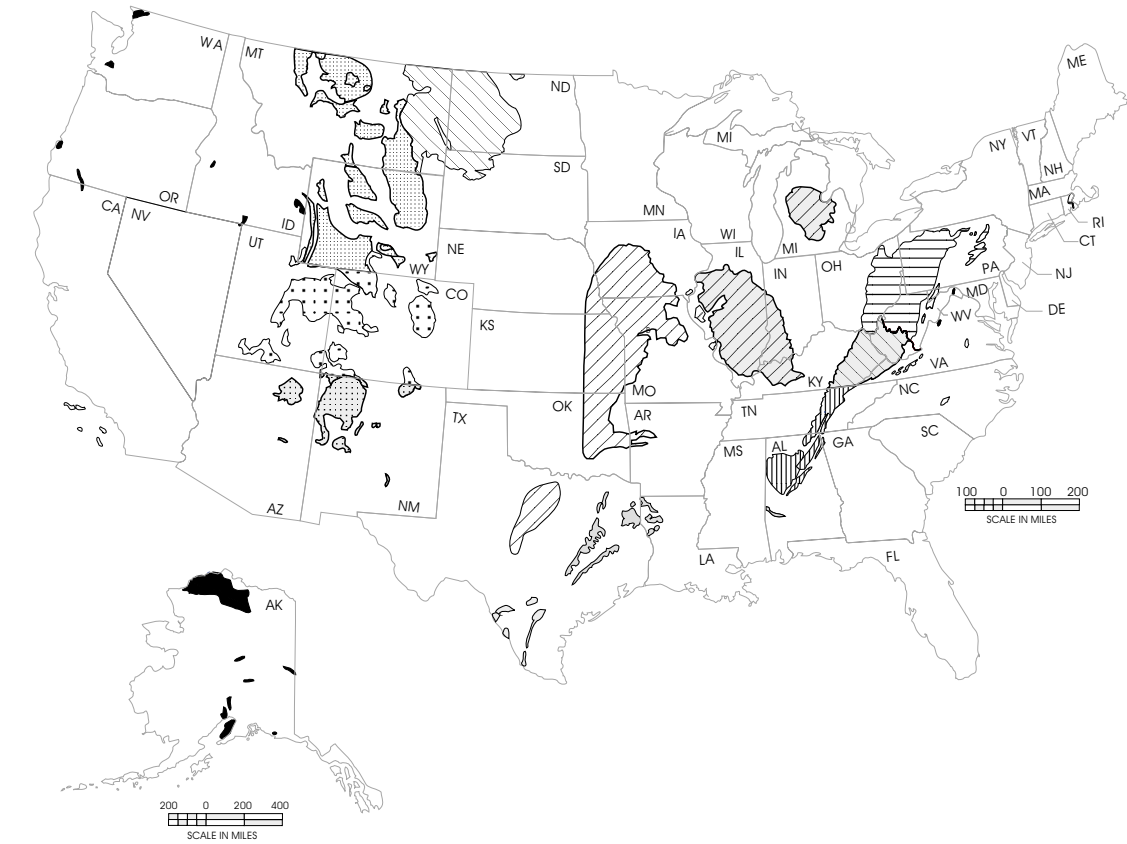 WA
MT
ND
ME
MI
NY
VT
NH
SD
MA
OR
MN
CA
NV
ID
RI
IA
WI
UT
NE
MI
CT
IL
WY
IN
OH
PA
NJ
CO
MD
DE
WV
KS
VA
MO
KY
NC
OK
TX
AR
TN
SC
MS
AL
GA
AZ
NM
100 0 100 200
SCALE IN MILES
LA
FL
AK
200 0 200 400
SCALE IN MILES